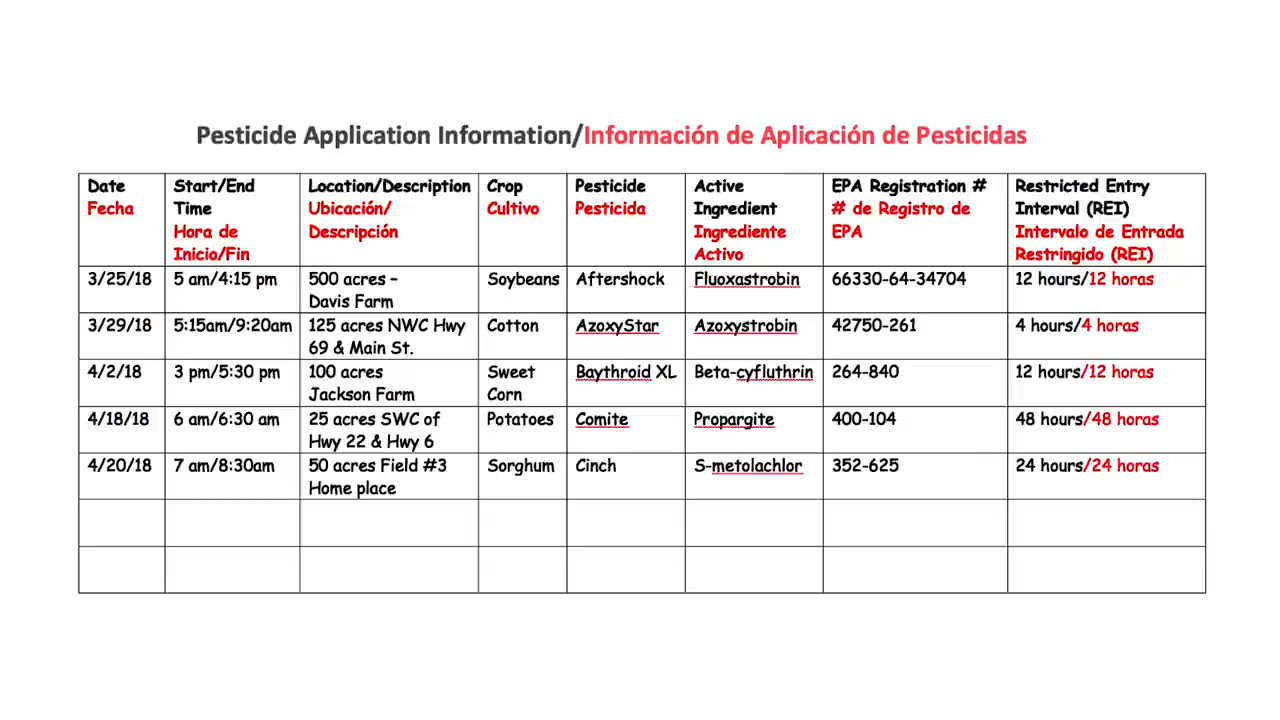 Pesticide Application Information/Información de Aplicación de Pesticidas
Date Start/End Location/Description Crop Pesticide Active EPA Registration # Restricted Entry
Fecha Time Ubicación/ Cultivo Pesticida Ingredient # de Registro de Interval (REI)
Hora de Descripción Ingrediente EPA Intervalo de Entrada
Inicio/Fin Activo Restringido (REI)
3/25/18 5 am/4:15 pm 500 acres – Soybeans Aftershock Fluoxastrobin 66330-64-34704 12 hours/12 horas
Davis Farm
3/29/18 5:15am/9:20am 125 acres NWC Hwy Cotton AzoxyStar Azoxystrobin 42750-261 4 hours/4 horas
69 & Main St.
4/2/18 3 pm/5:30 pm 100 acres Sweet Baythroid XL Beta-cyfluthrin 264-840 12 hours/12 horas
Jackson Farm Corn
4/18/18 6 am/6:30 am 25 acres SWC of Potatoes Comite Propargite 400-104 48 hours/48 horas
Hwy 22 & Hwy 6
4/20/18 7 am/8:30am 50 acres Field #3 Sorghum Cinch S-metolachlor 352-625 24 hours/24 horas
Home place